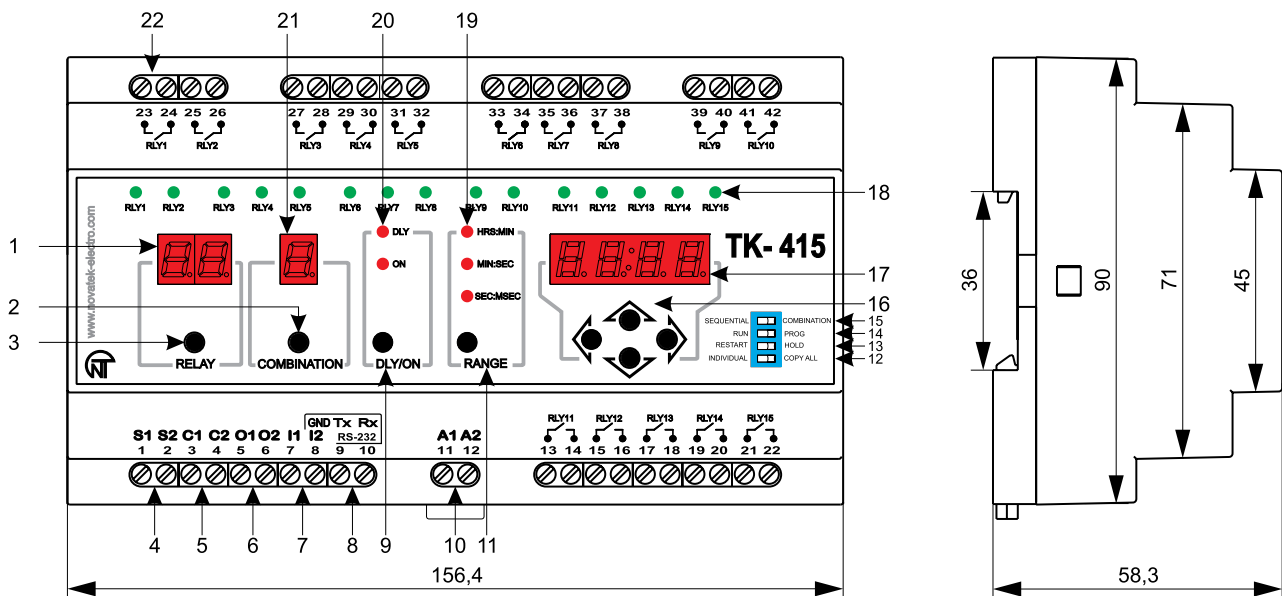 22 21 20 19
23 24 25 26 27 28 29 30 31 32 33 34 35 36 37 38 39 40 41 42
RLY1 RLY2 RLY3 RLY4 RLY5 RLY6 RLY7 RLY8 RLY9 RLY10
18
RLY1 RLY2 RLY3 RLY4 RLY5 RLY6 RLY7 RLY8 RLY9 RLY10 RLY11 RLY12 RLY13 RLY14 RLY15
www.novatek-electro.com
1
88 8 88:88
DLY
ON
HRS:MIN
MIN:SEC
SEC:MSEC
TK-415
17
16
2
3
SEQUENTIAL COMBINATION 15
RUN PROG 14
RESTART HOLD 13
INDIVIDUAL COPY ALL 12
RELAY COMBINATION DLY/ON RANGE
NT
GND Tx Rx
RS-232
S1 S2 C1 C2 O1 O2 I1 I2 A1 A2
RLY11 RLY12 RLY13 RLY14 RLY15
1 2 3 4 5 6 7 8 9 10 11 12 13 14 15 16 17 18 19 20 21 22
4 5 6 7 8 9 10 11
156,4
36 90 71 45
58,3